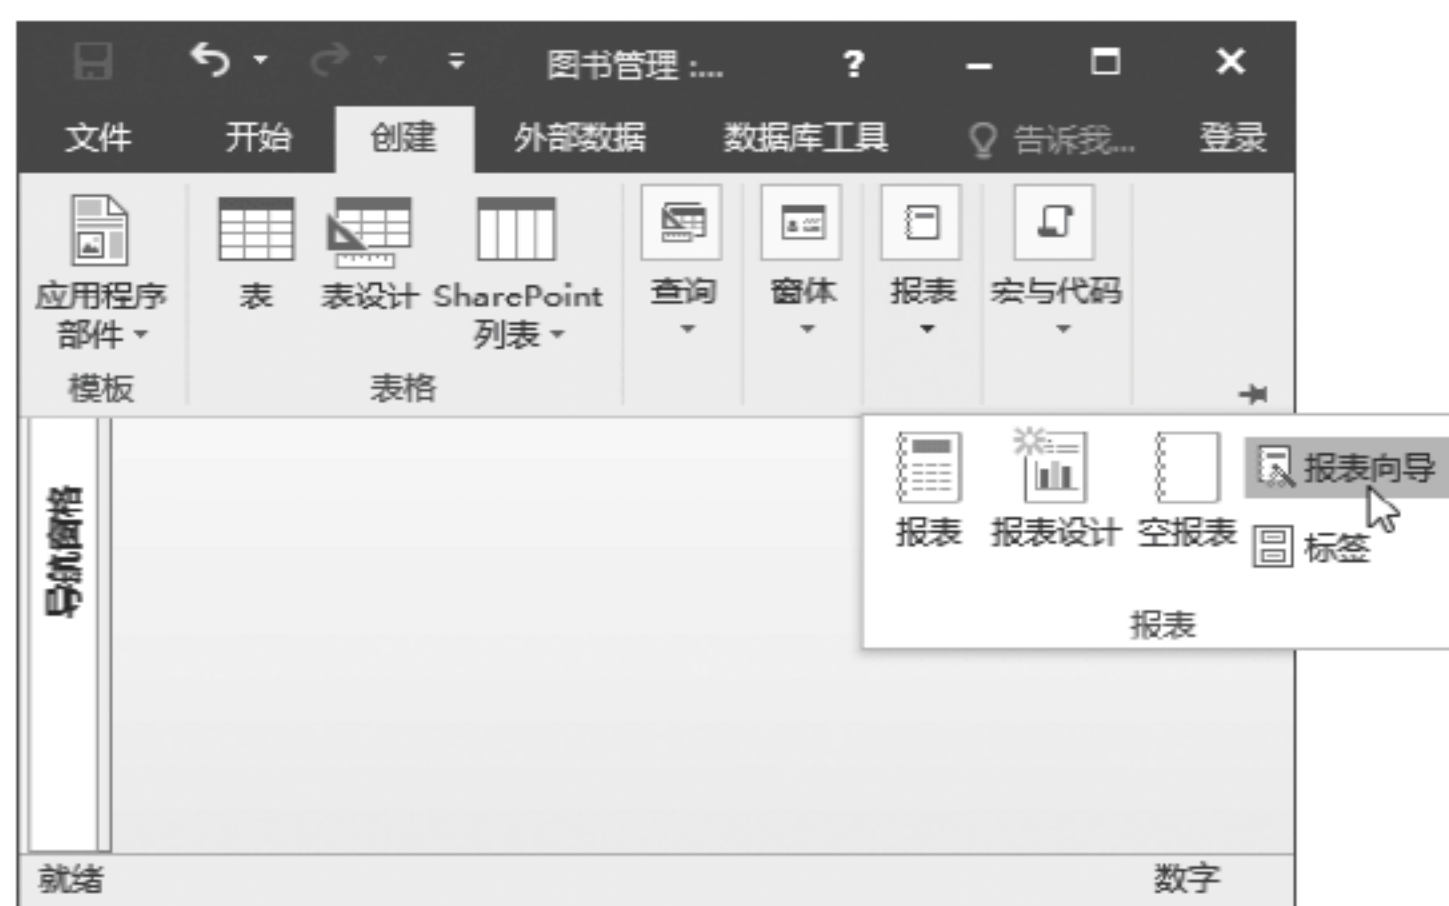 图书管理 :... ?
文件 开始 创建 外部数据 数据库工具 告诉我... 登录
应用程序
部件
表 表设计 SharePoint
列表
查询 窗体 报表 宏与代码
模板 表格
导航窗格
报表 报表设计 空报表 报表向导
标签
报表
就绪 数字